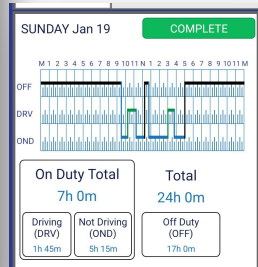 SUNDAY Jan 19
COMPLETE
M 1 2 3 4 5 6 7 8 9 10 11 N 1 2 3 4 5 6 7 8 9 10 11 M
OFF
DRV
OND
On Duty Total
7h 0m
Total
24h 0m
Driving
(DRV)
1h 45m
Not Driving
(OND)
5h 15m
Off Duty
(OFF)
17h 0m